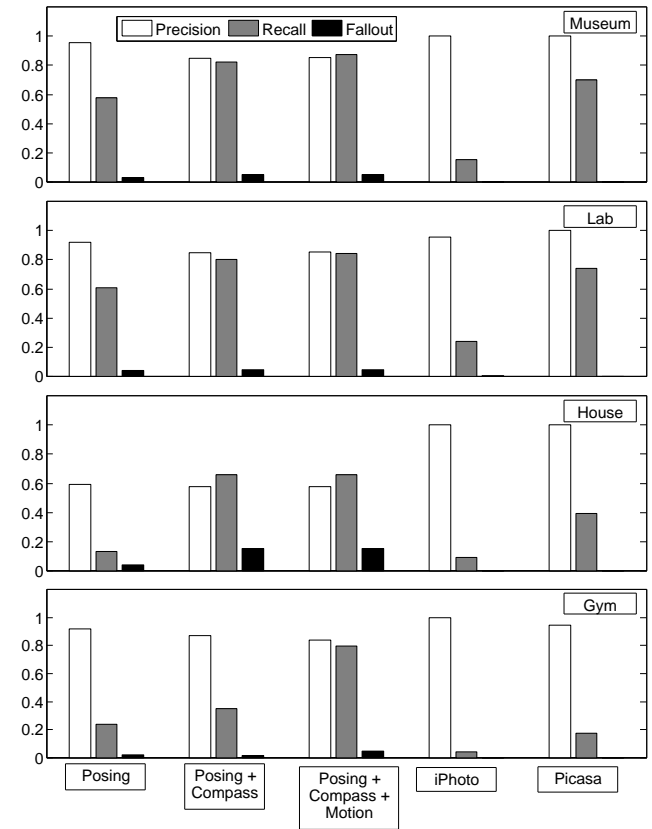 Precision Recall Fallout
Museum
1
0.8
0.6
0.4
0.2
0
Lab
1
0.8
0.6
0.4
0.2
0
House
1
0.8
0.6
0.4
0.2
0
Gym
1
0.8
0.6
0.4
0.2
0
Posing
Posing +
Compass
Posing +
Compass +
Motion
iPhoto
Picasa